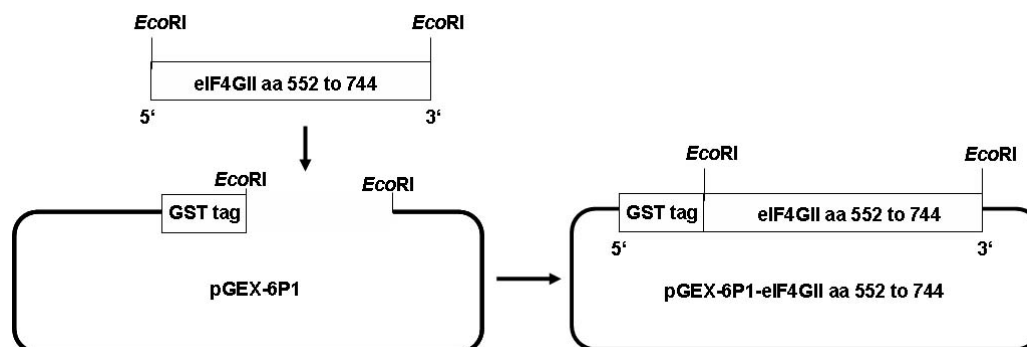 EcoRI
EcoRI
eIF4GII aa 552 to 744
5‘
3‘
EcoRI
EcoRI
GST tag
pGEX-6P1
EcoRI
EcoRI
GST tag
eIF4GII aa 552 to 744
5‘
3‘
pGEX-6P1-eIF4GII aa 552 to 744